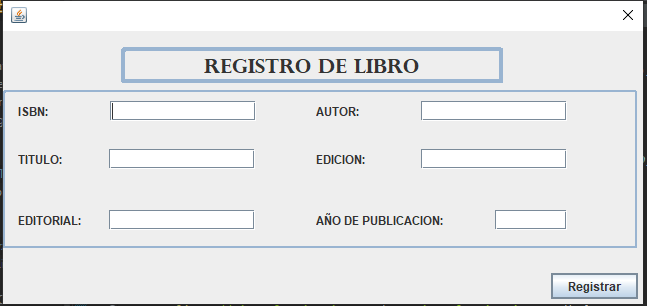 REGISTRO DE LIBRO
ISBN: AUTOR:
TITULO: EDICION:
EDITORIAL: AÑO DE PUBLICACION:
Registrar